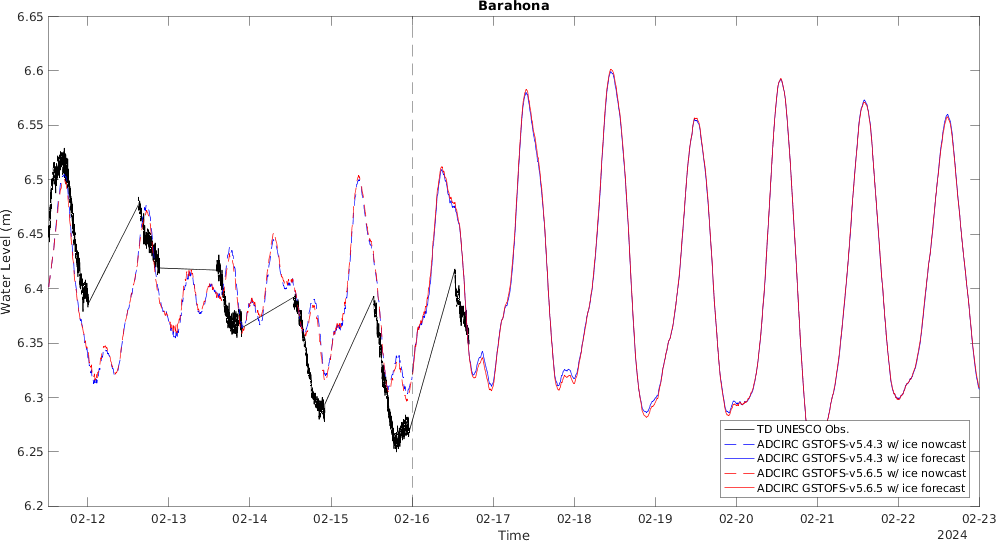 Barahona
6.65
6.6
6.55
6.5
6.45
6.4
6.35
6.3
6.25
6.2
Water Level (m)
TD UNESCO Obs.
ADCIRC GSTOFS-v5.4.3 w/ ice nowcast
ADCIRC GSTOFS-v5.4.3 w/ ice forecast
ADCIRC GSTOFS-v5.6.5 w/ ice nowcast
ADCIRC GSTOFS-v5.6.5 w/ ice forecast
02-12 02-13 02-14 02-15 02-16 02-17 02-18 02-19 02-20 02-21 02-22 02-23
Time
2024